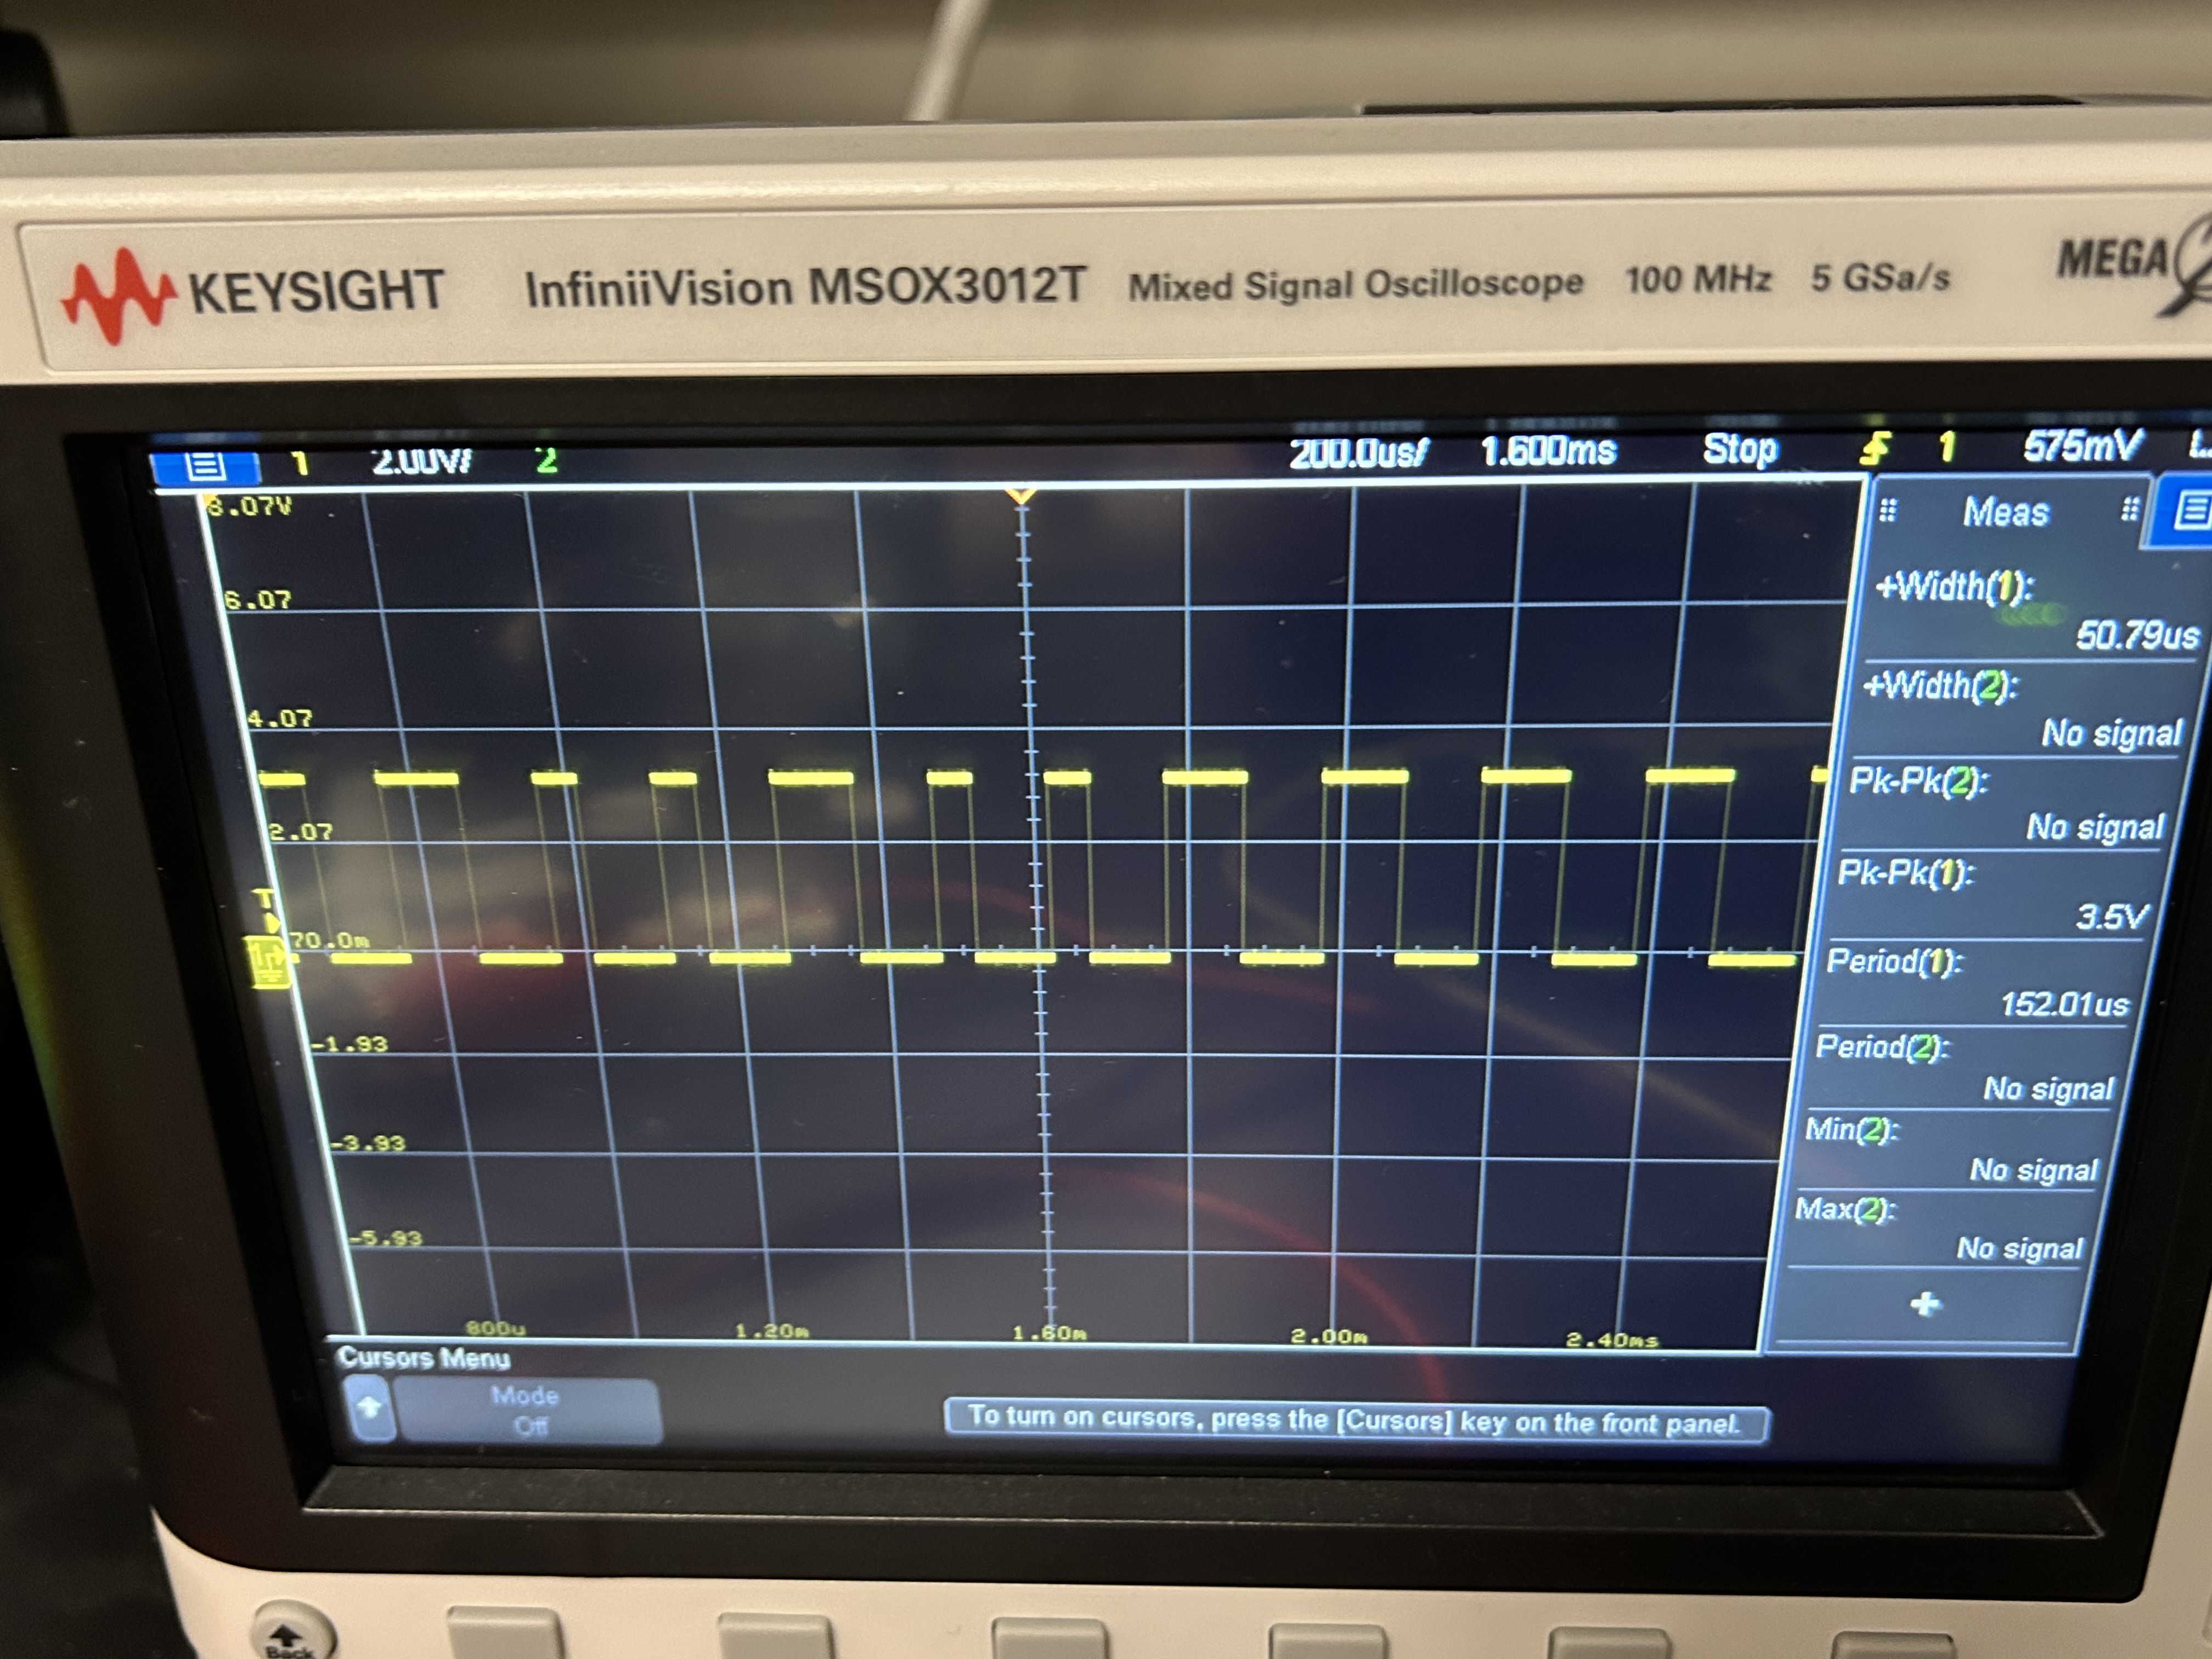 KEYSIGHT InfiniiVision MSOX3012T Mixed Signal Oscilloscope 100 MHz 5 GSa/s MEGA
1 2.00V/ 2 200.0us/ 1.600ms Stop 1 575mV
8.07V
6.07
4.07
2.07
T
70.0m
-1.93
-3.93
-5.93
800u 1.20m 1.60m 2.00m 2.40ms
Meas
+Width(1):
50.79us
+Width(2):
No signal
Pk-Pk(2):
No signal
Pk-Pk(1):
3.5V
Period(1):
152.01us
Period(2):
No signal
Min(2):
No signal
Max(2):
No signal
Cursors Menu
Mode
Off
To turn on cursors, press the [Cursors] key on the front panel.
Back